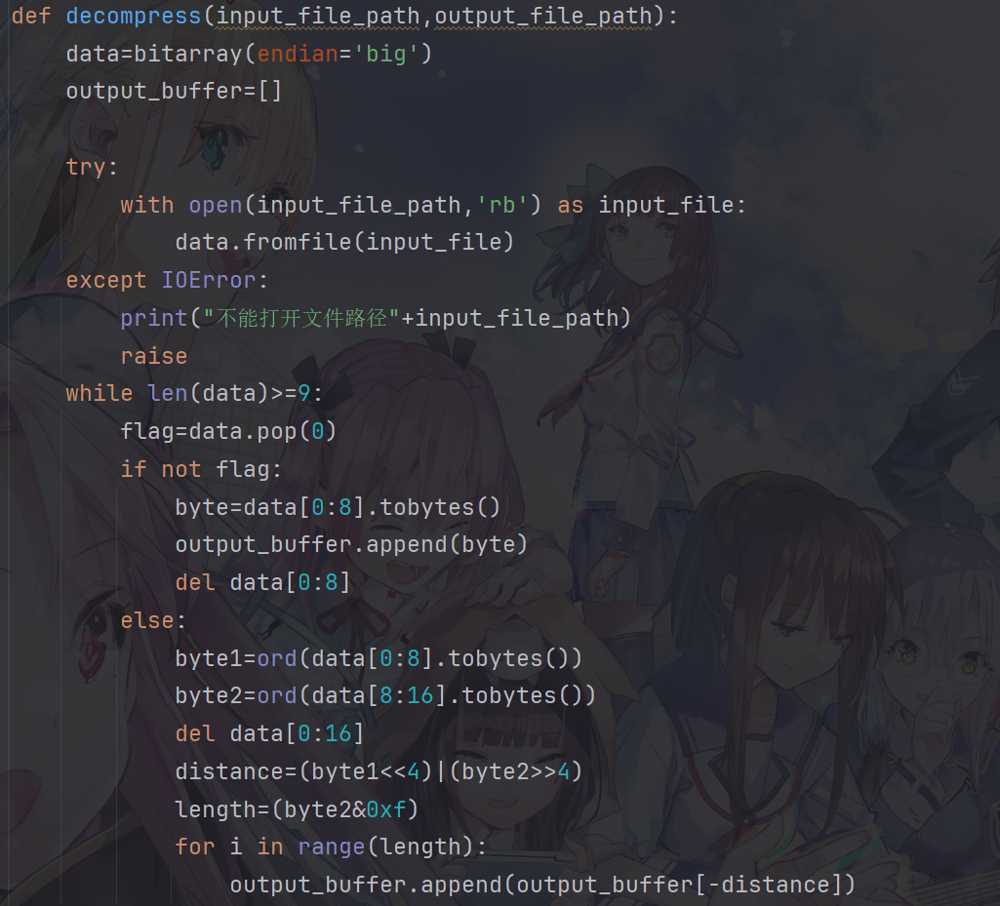 def decompress(input_file_path,output_file_path):
    data=bitarray(endian='big')
    output_buffer=[]

    try:
        with open(input_file_path,'rb') as input_file:
            data.fromfile(input_file)
    except IOError:
        print("不能打开文件路径"+input_file_path)
        raise
    while len(data)>=9:
        flag=data.pop(0)
        if not flag:
            byte=data[0:8].tobytes()
            output_buffer.append(byte)
            del data[0:8]
        else:
            byte1=ord(data[0:8].tobytes())
            byte2=ord(data[8:16].tobytes())
            del data[0:16]
            distance=(byte1<<4)|(byte2>>4)
            length=(byte2&0xf)
            for i in range(length):
                output_buffer.append(output_buffer[-distance])